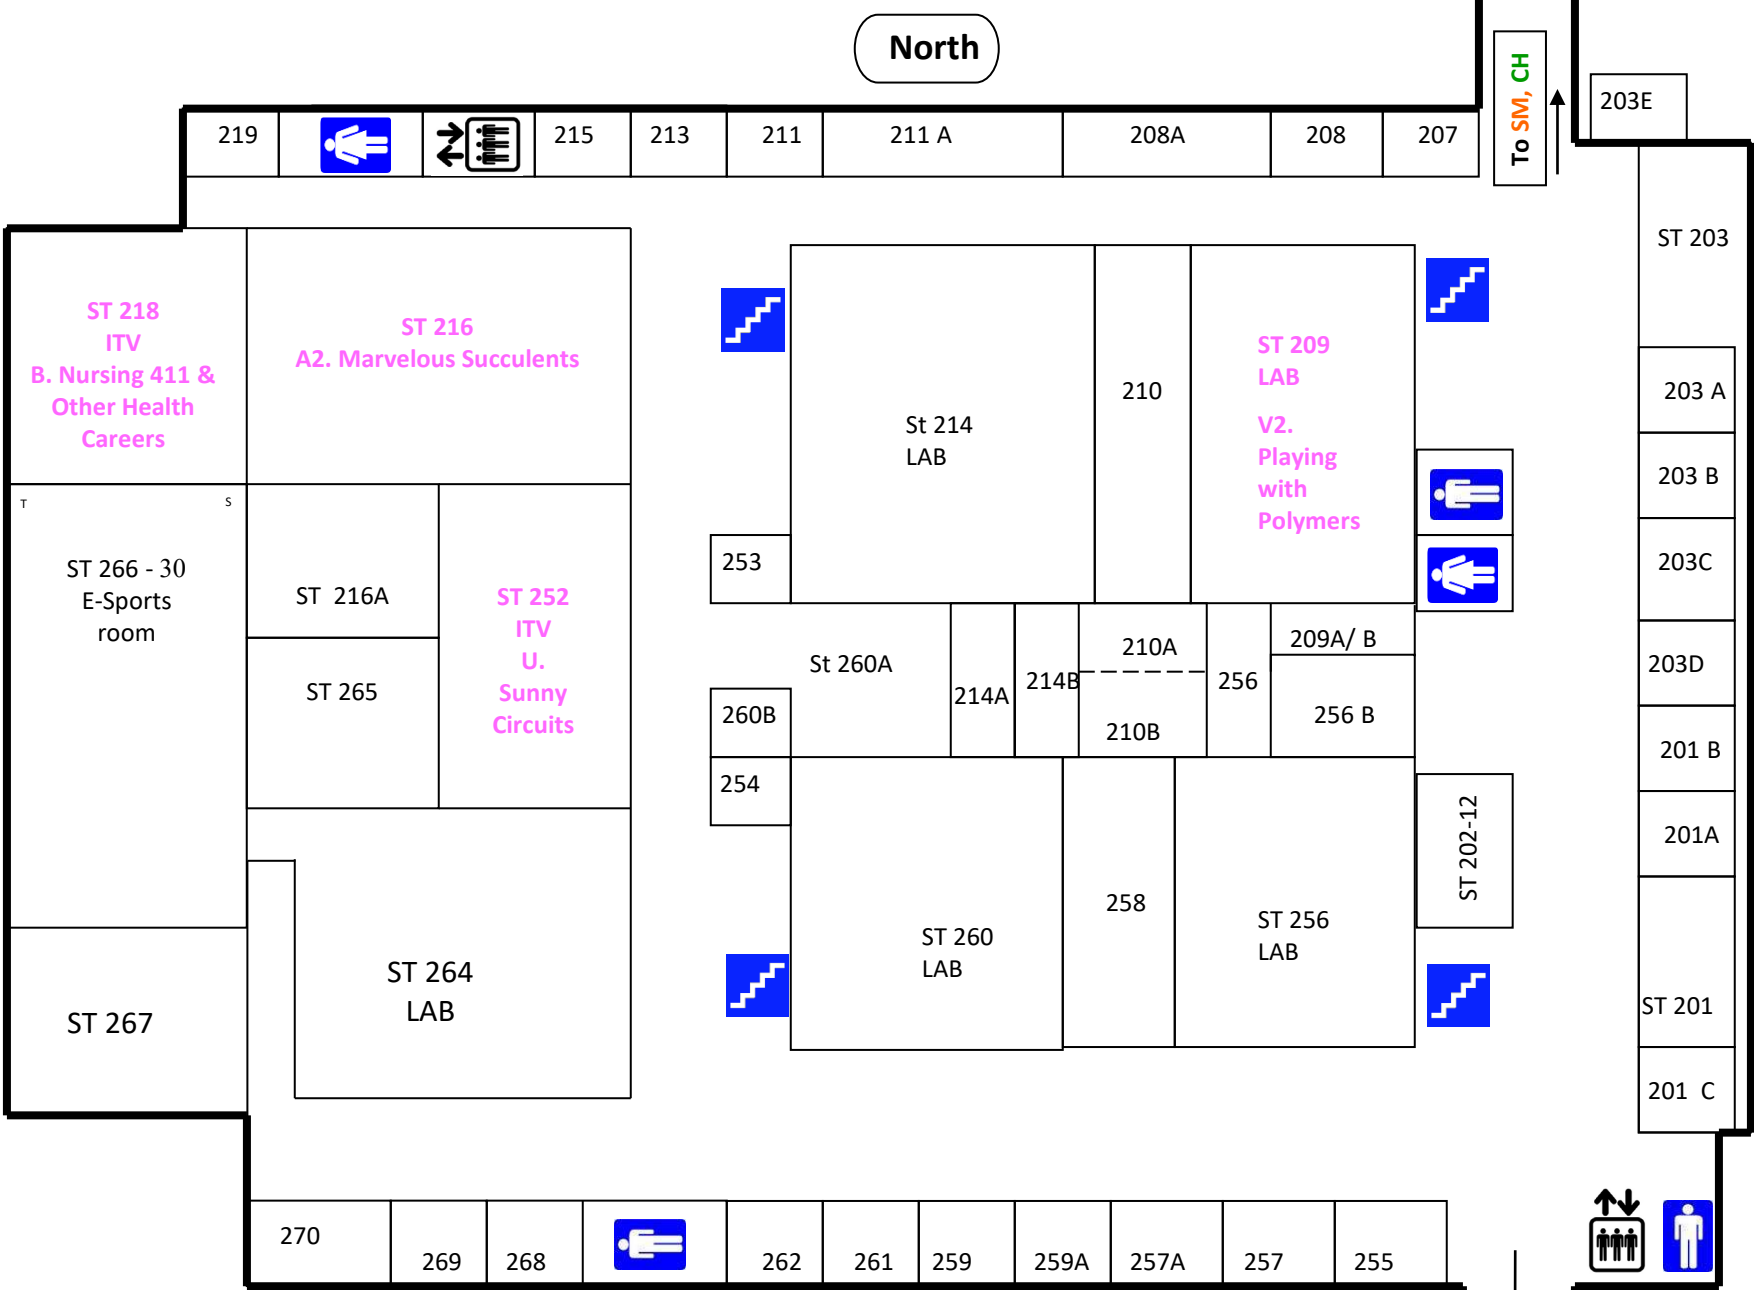 North
To SM, CH
203E
219
215
213
211
211 A
208A
208
207
ST 203
ST 218
ITV
B. Nursing 411 &
Other Health
Careers
ST 216
A2. Marvelous Succulents
St 214
LAB
210
ST 209
LAB
V2.
Playing
with
Polymers
203 A
203 B
203C
203D
201 B
201A
ST 201
201 C
T
S
ST 266 - 30
E-Sports
room
ST 216A
ST 265
ST 252
ITV
U.
Sunny
Circuits
253
St 260A
260B
254
214A
214B
210A
210B
256
209A/ B
256 B
ST 202-12
ST 267
ST 264
LAB
ST 260
LAB
258
ST 256
LAB
270
269
268
262
261
259
259A
257A
257
255